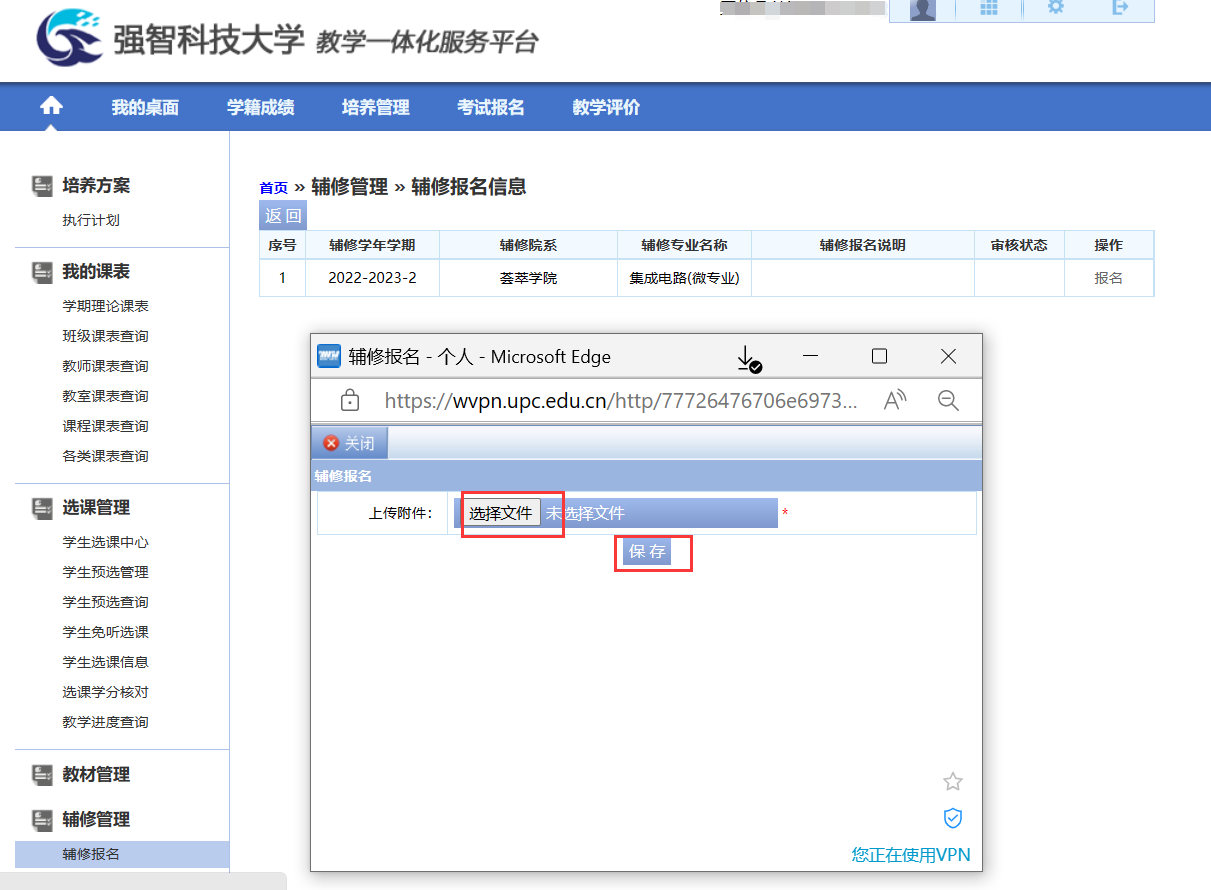 强智科技大学 教学一体化服务平台
我的桌面 学籍成绩 培养管理 考试报名 教学评价
培养方案
执行计划
我的课表
学期理论课表
班级课表查询
教师课表查询
教室课表查询
课程课表查询
各类课表查询
选课管理
学生选课中心
学生预选管理
学生预选查询
学生免听选课
学生选课信息
选课学分核对
教学进度查询
教材管理
辅修管理
辅修报名
首页 » 辅修管理 » 辅修报名信息
返 回
序号 辅修学年学期 辅修院系 辅修专业名称 辅修报名说明 审核状态 操作
1 2022-2023-2 荟萃学院 集成电路(微专业) 报名
辅修报名 - 个人 - Microsoft Edge
https://wvpn.upc.edu.cn/http/77726476706e6973...
关闭
辅修报名
上传附件： 选择文件 未选择文件 *
保 存
您正在使用VPN